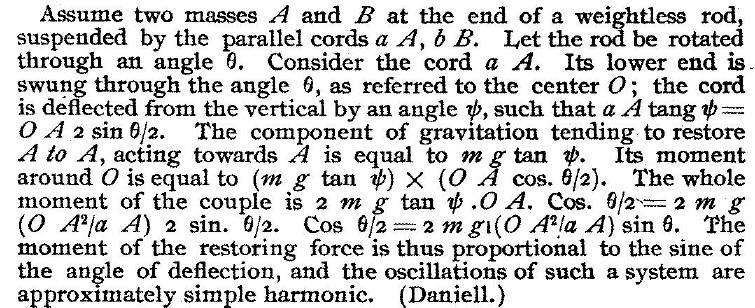 Assume two masses A and B at the end of a weightless rod,
suspended by the parallel cords a A, b B. Let the rod be rotated
through an angle θ. Consider the cord a A. Its lower end is
swung through the angle θ, as referred to the center O; the cord
is deflected from the vertical by an angle ψ, such that a A tang ψ =
O A 2 sin θ/2. The component of gravitation tending to restore
A to A, acting towards A is equal to m g tan ψ. Its moment
around O is equal to (m g tan ψ) × (O A cos. θ/2). The whole
moment of the couple is 2 m g tan ψ .O A. Cos. θ/2 = 2 m g
(O A²/a A) 2 sin. θ/2. Cos θ/2 = 2 m g₁(O A²/a A) sin θ. The
moment of the restoring force is thus proportional to the sine of
the angle of deflection, and the oscillations of such a system are
approximately simple harmonic. (Daniell.)